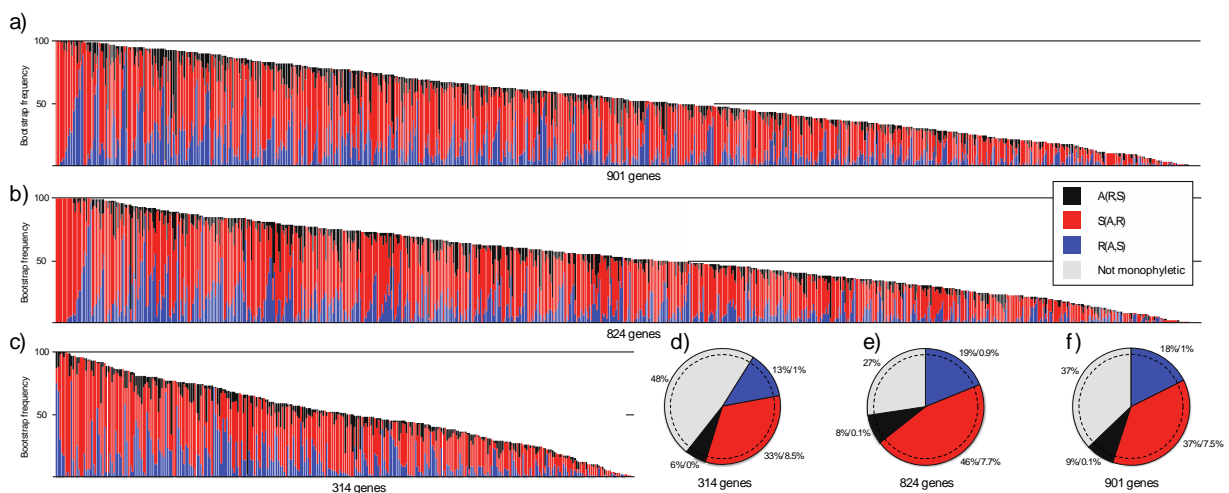 a)
100
50
Bootstrap frequency
901 genes
b)
100
50
Bootstrap frequency
824 genes
A(R,S)
S(A,R)
R(A,S)
Not monophyletic
c)
100
50
Bootstrap frequency
314 genes
d)
48%
13%/1%
33%/8.5%
6%/0%
314 genes
e)
27%
19%/0.9%
46%/7.7%
8%/0.1%
824 genes
f)
37%
18%/1%
37%/7.5%
9%/0.1%
901 genes